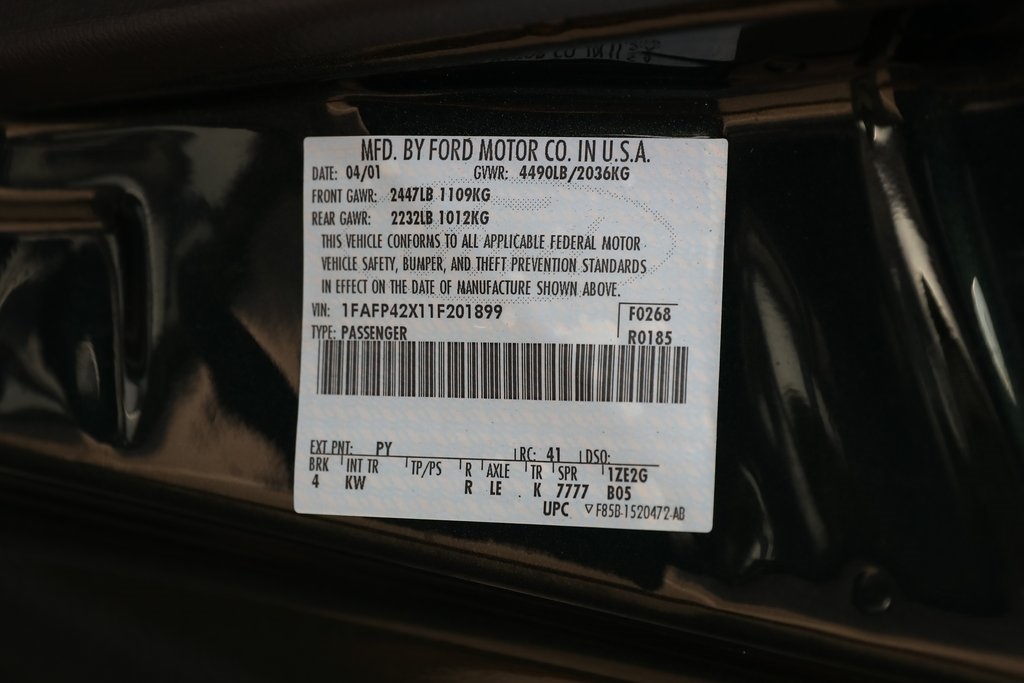 MFD. BY FORD MOTOR CO. IN U.S.A.
DATE: 04/01 GVWR: 4490LB/2036KG
FRONT GAWR: 2447LB 1109KG
REAR GAWR: 2232LB 1012KG
THIS VEHICLE CONFORMS TO ALL APPLICABLE FEDERAL MOTOR
VEHICLE SAFETY, BUMPER, AND THEFT PREVENTION STANDARDS
IN EFFECT ON THE DATE OF MANUFACTURE SHOWN ABOVE.
VIN: 1FAFP42X11F201899 F0268
TYPE: PASSENGER R0185
EXT PNT: PY RC: 41 DSO:
BRK INT TR TP/PS R AXLE TR SPR 1ZE2G
4 KW R LE K 7777 B05
UPC ▽F85B-1520472-AB